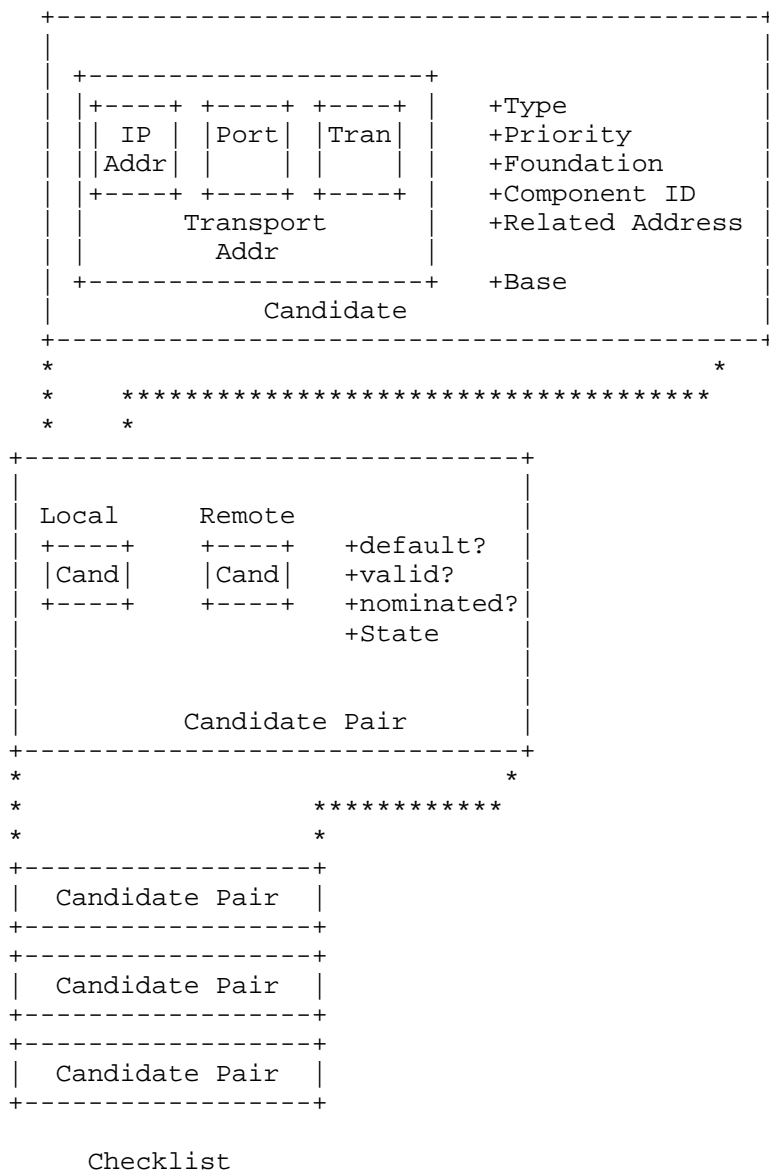 +Type
IP Port Tran +Priority
Addr +Foundation
+Component ID
Transport +Related Address
Addr
+Base
Candidate
Local Remote
+default?
Cand Cand +valid?
+nominated?
+State
Candidate Pair
Candidate Pair
Candidate Pair
Candidate Pair
Checklist